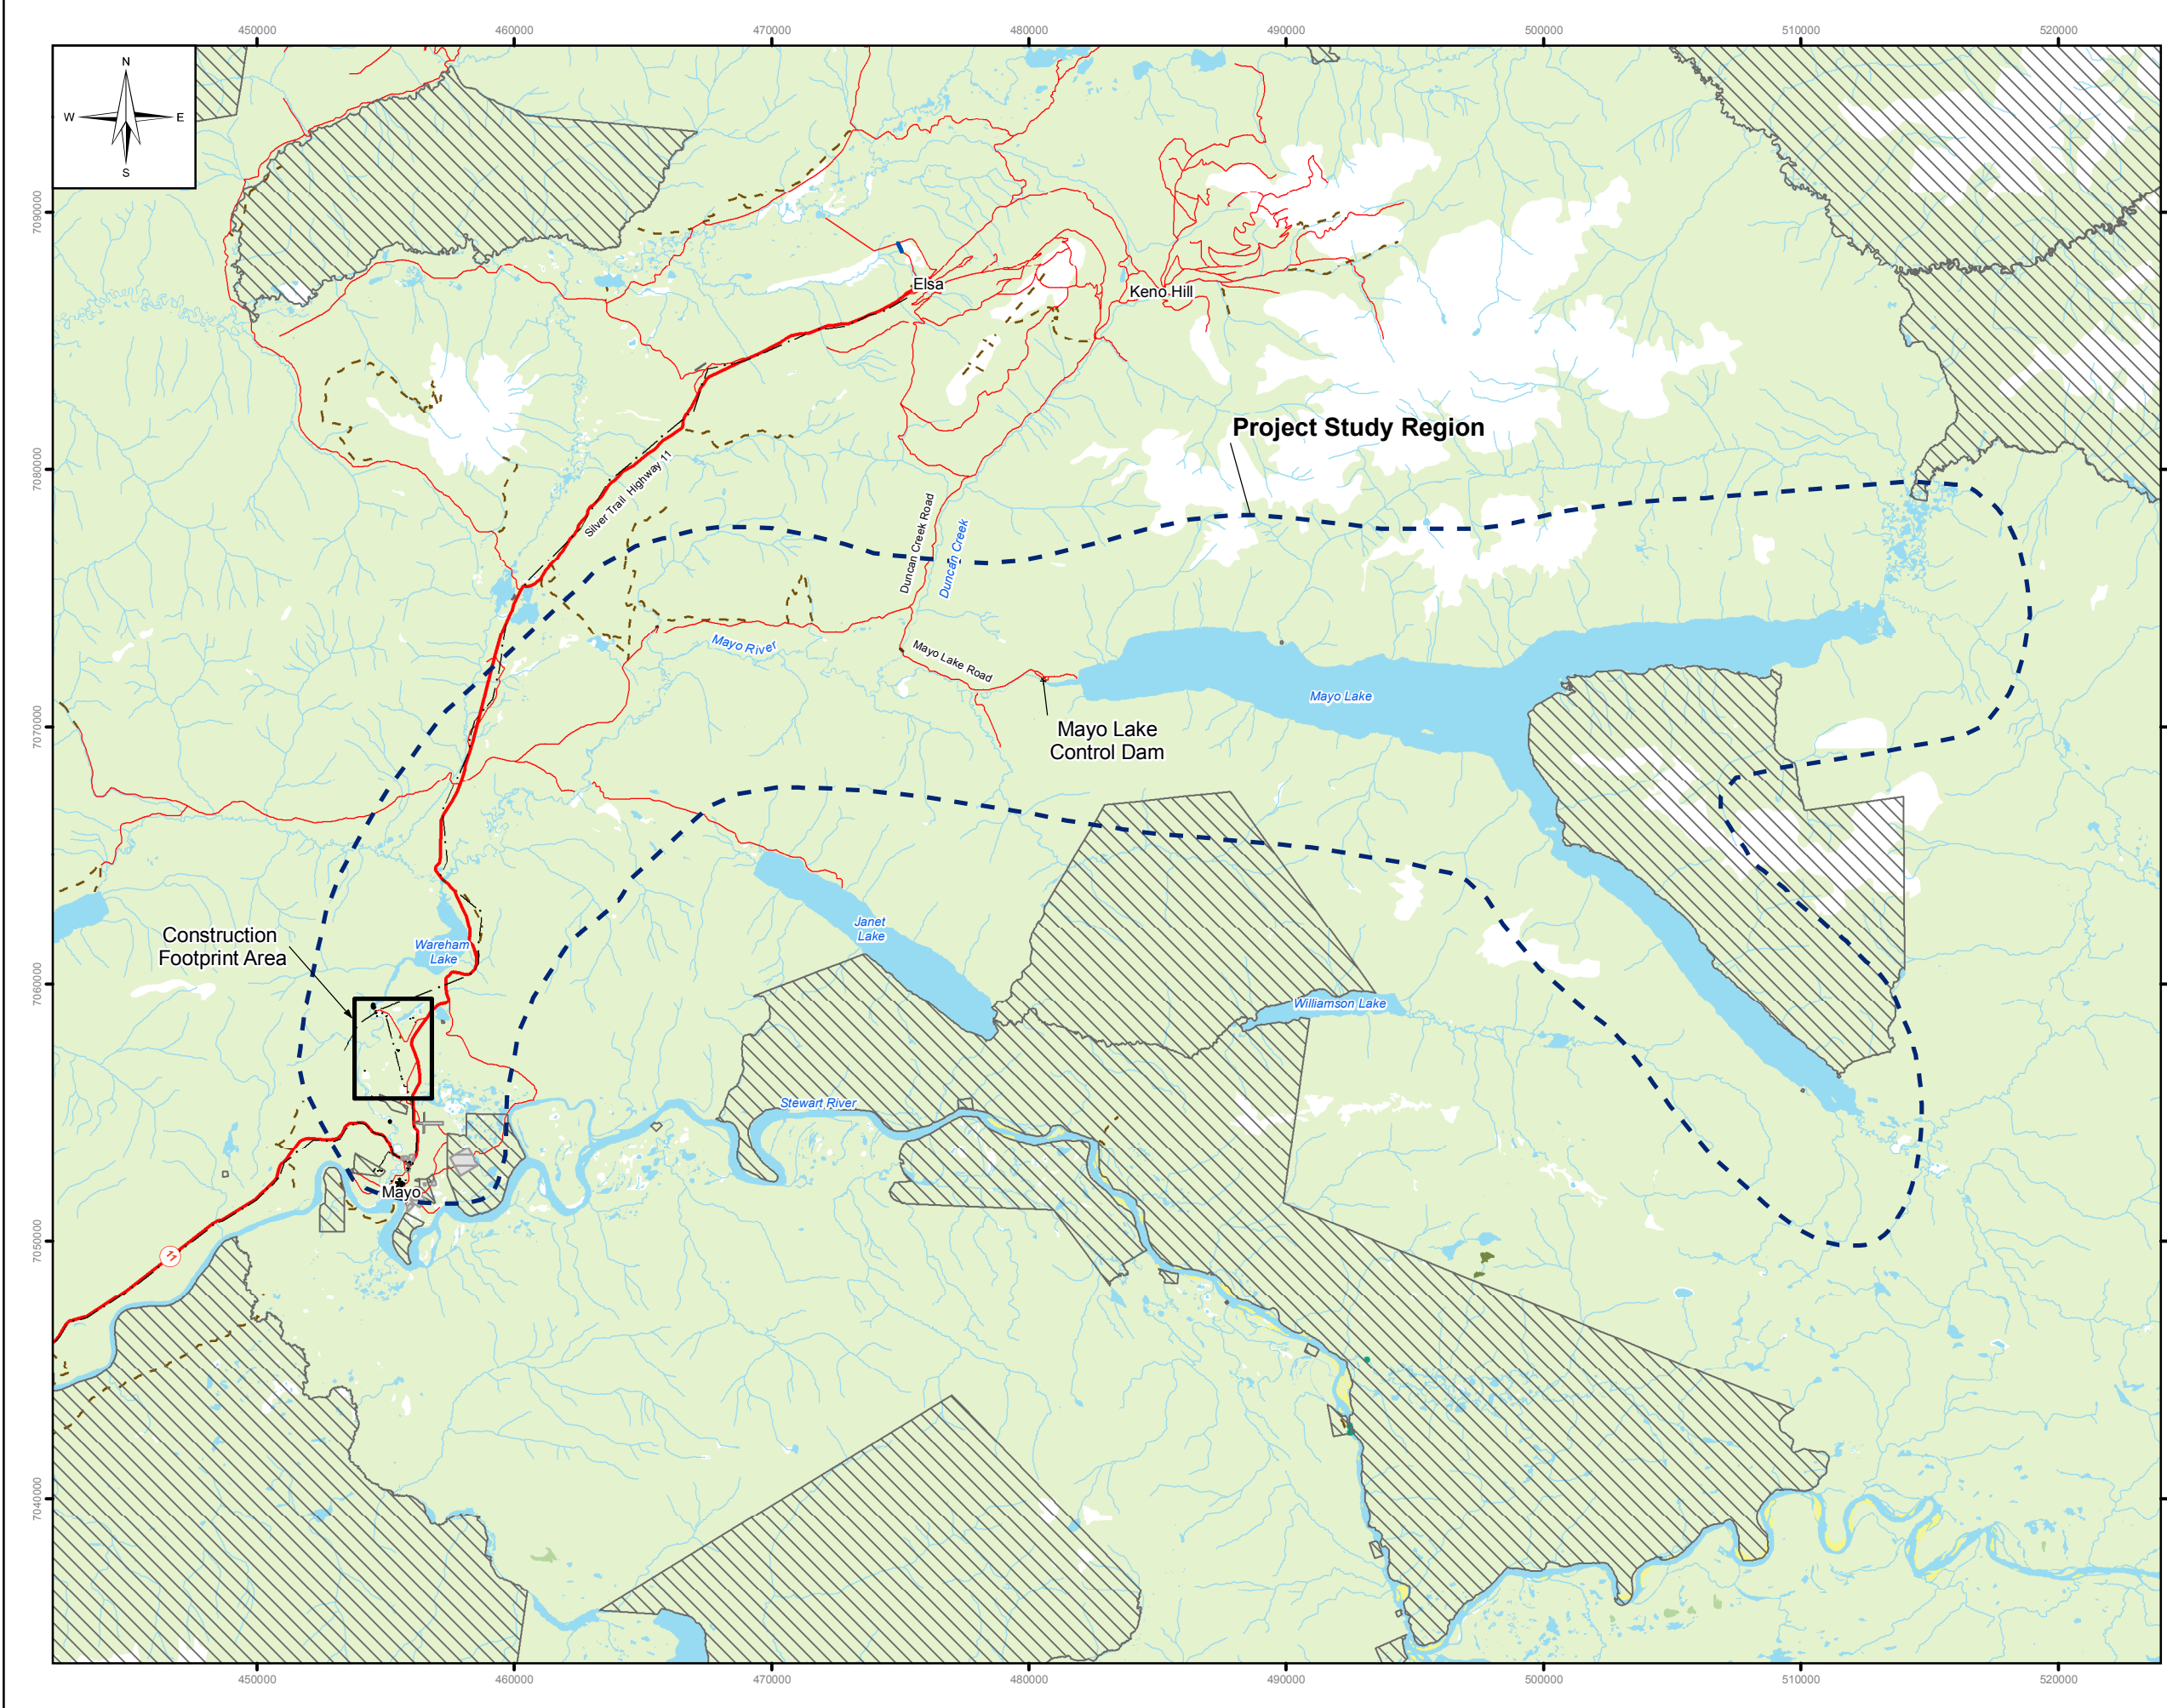 450000 460000 470000 480000 490000 500000 510000 520000
N
W E
S
7090000
Elsa
Keno Hill
Project Study Region
7080000
Silver Trail Highway 11
Duncan Creek Road
Duncan Creek
Mayo River
Mayo Lake Road
Mayo Lake
7070000
Mayo Lake
Control Dam
Construction
Footprint Area
Wareham
Lake
Janet
Lake
7060000
Williamson Lake
Stewart River
Mayo
7050000
11
7040000
450000 460000 470000 480000 490000 500000 510000 520000